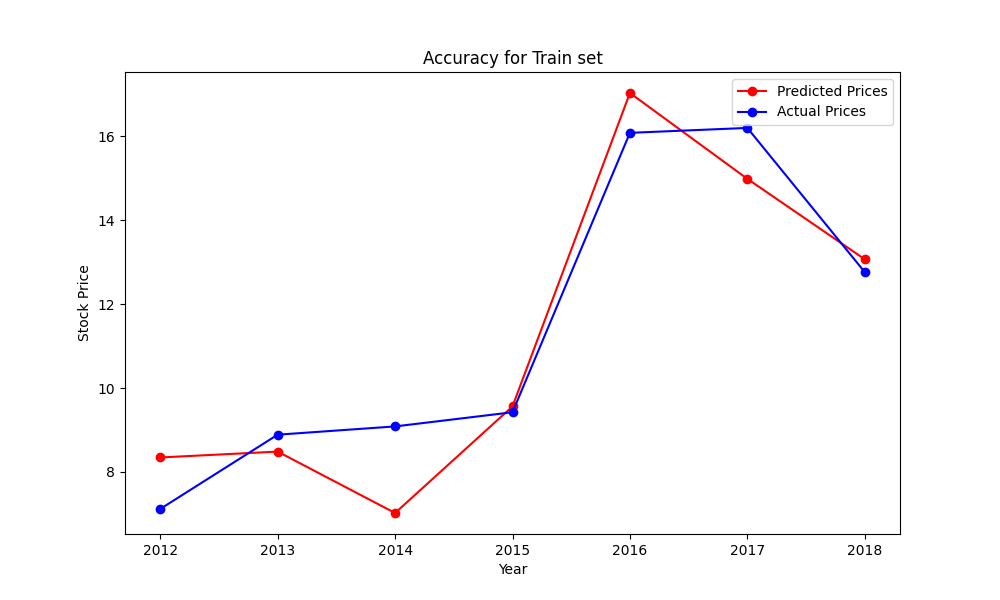 Accuracy for Train set
Predicted Prices
Actual Prices
Stock Price
16
14
12
10
8
2012 2013 2014 2015 2016 2017 2018
Year